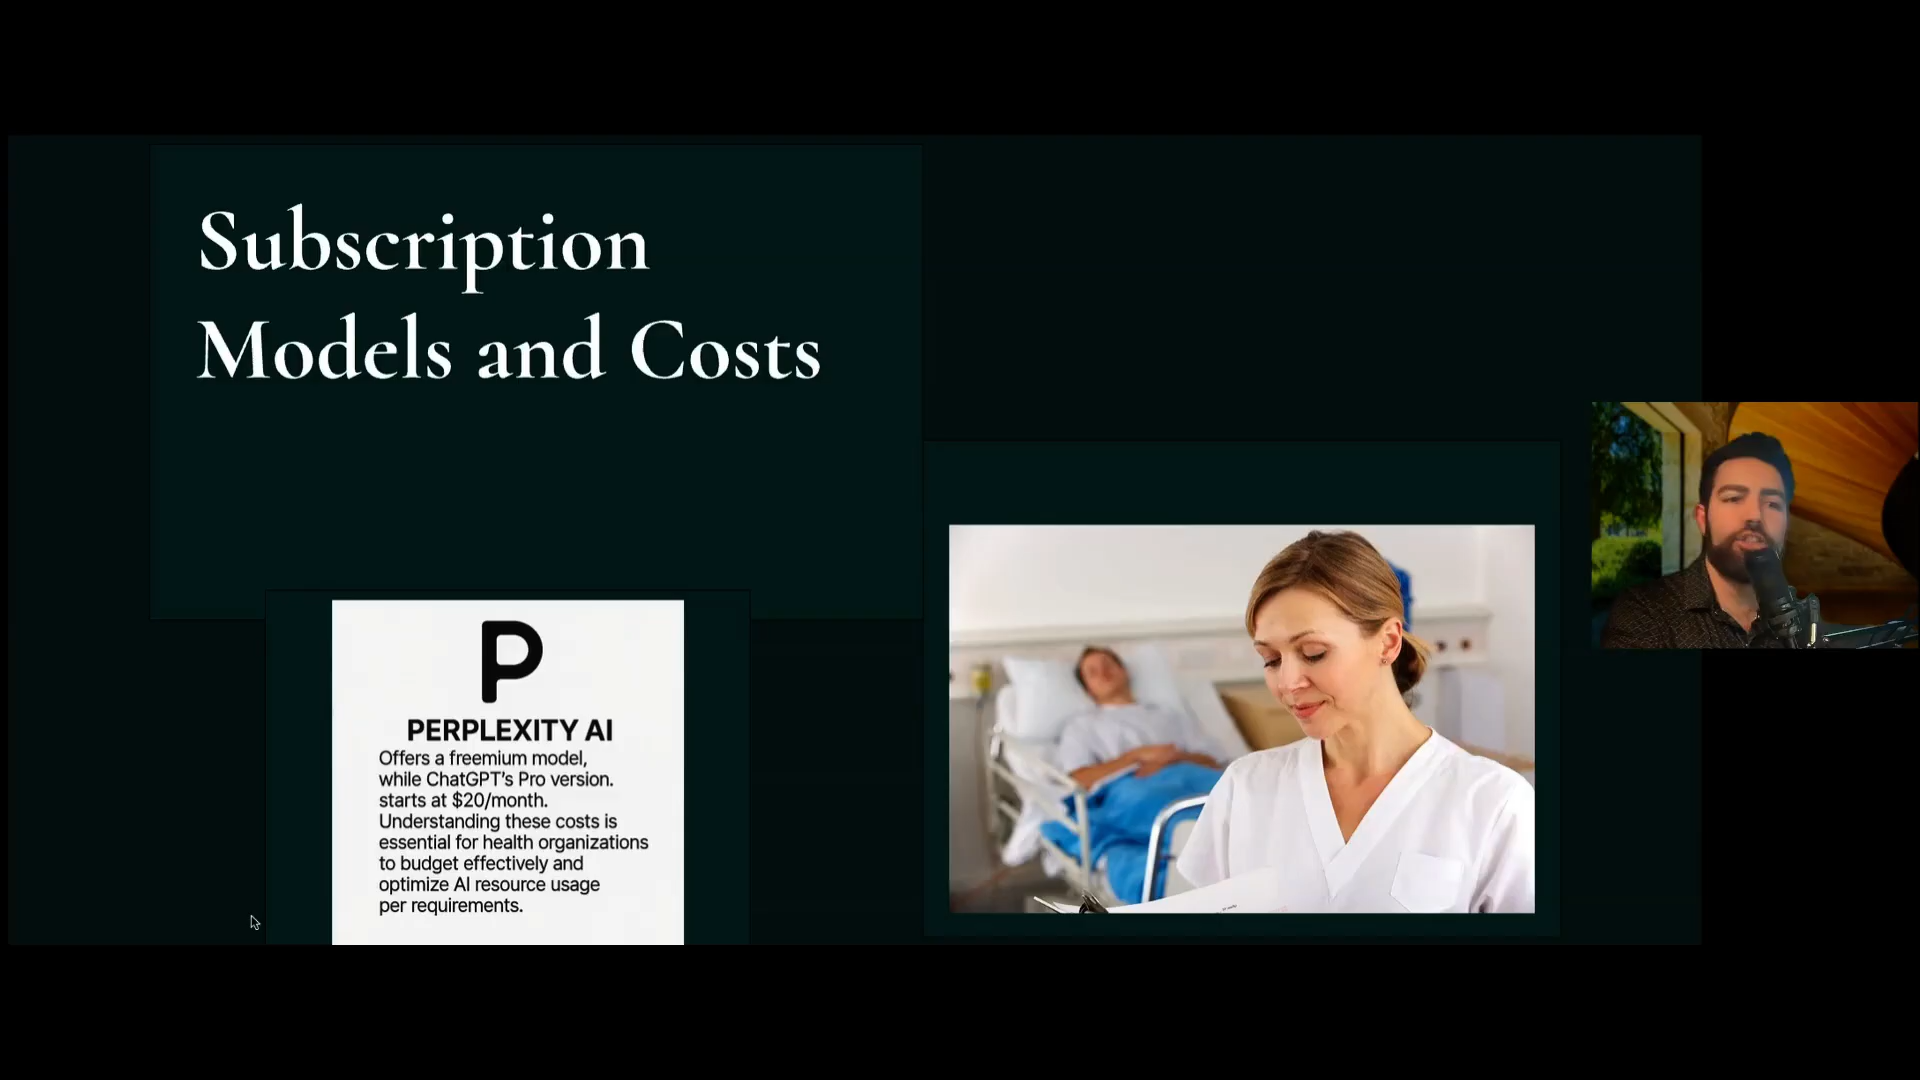 Subscription
Models and Costs
P
PERPLEXITY AI
Offers a freemium model,
while ChatGPT's Pro version.
starts at $20/month.
Understanding these costs is
essential for health organizations
to budget effectively and
optimize AI resource usage
per requirements.